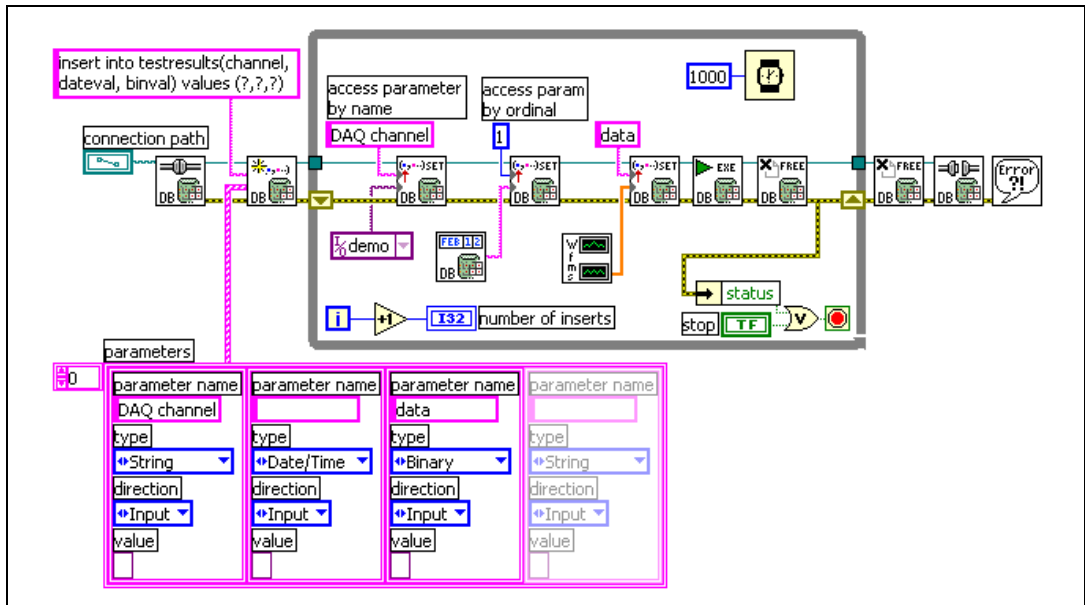 insert into testresults(channel,
dateval, binval) values (?,?,?)
connection path
access parameter
by name
DAQ channel
access param
by ordinal
1
data
1000
DB
DB
SET
DB
SET
DB
SET
DB
EXE
DB
FREE
DB
FREE
DB
DB
Error
?!
I/O demo
FEB 1 2
DB
Wfms
status
stop
TF
V
i
+1
I32
number of inserts
parameters
0
parameter name
DAQ channel
type
String
direction
Input
value
parameter name
type
Date/Time
direction
Input
value
parameter name
data
type
Binary
direction
Input
value
parameter name
type
String
direction
Input
value